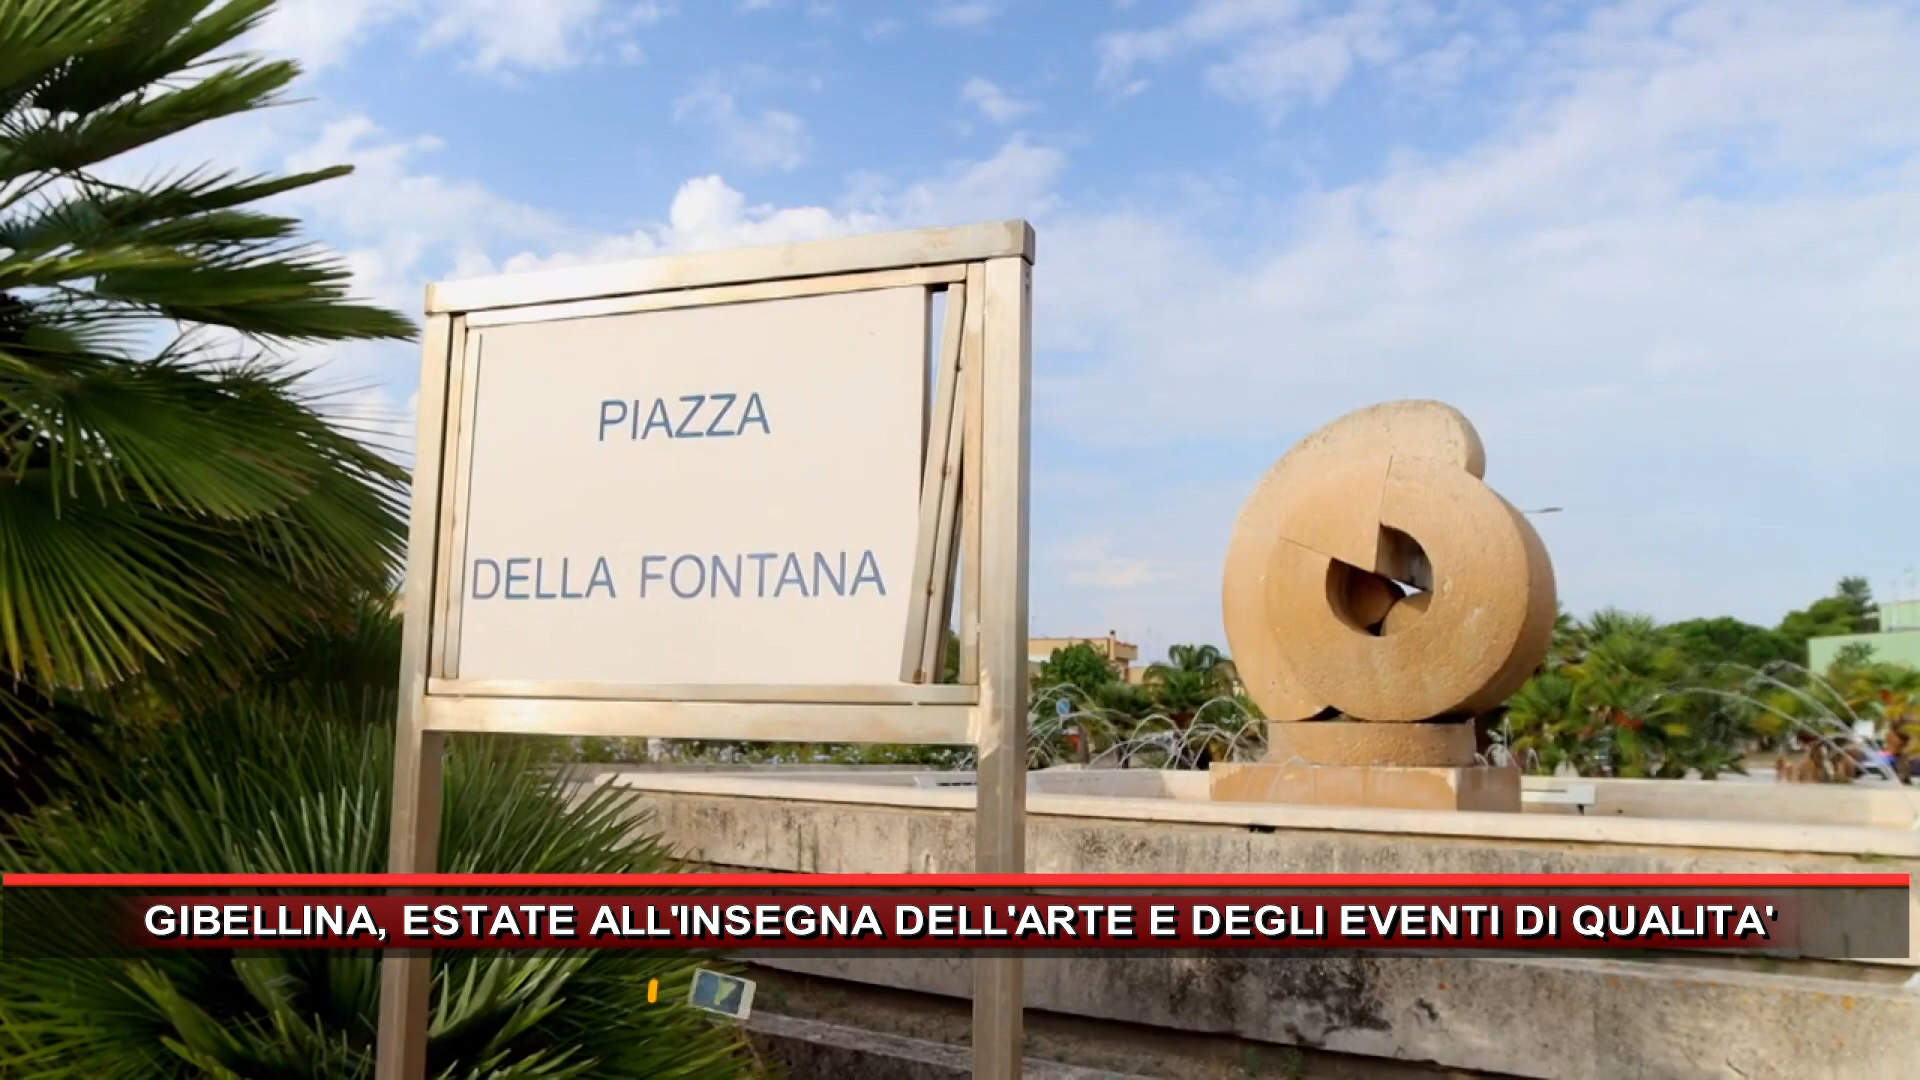 PIAZZA
DELLA FONTANA
GIBELLINA, ESTATE ALL'INSEGNA DELL'ARTE E DEGLI EVENTI DI QUALITA'